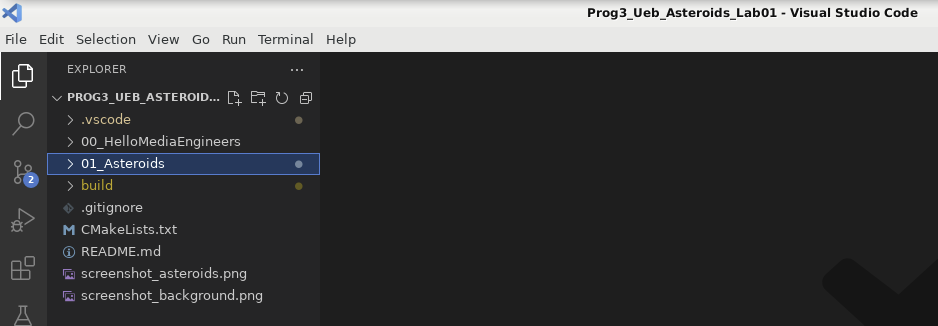 Prog3_Ueb_Asteroids_Lab01 - Visual Studio Code
File Edit Selection View Go Run Terminal Help
EXPLORER
PROG3_UEB_ASTEROID...
.vscode
00_HelloMediaEngineers
01_Asteroids
2
build
.gitignore
CMakeLists.txt
README.md
screenshot_asteroids.png
screenshot_background.png